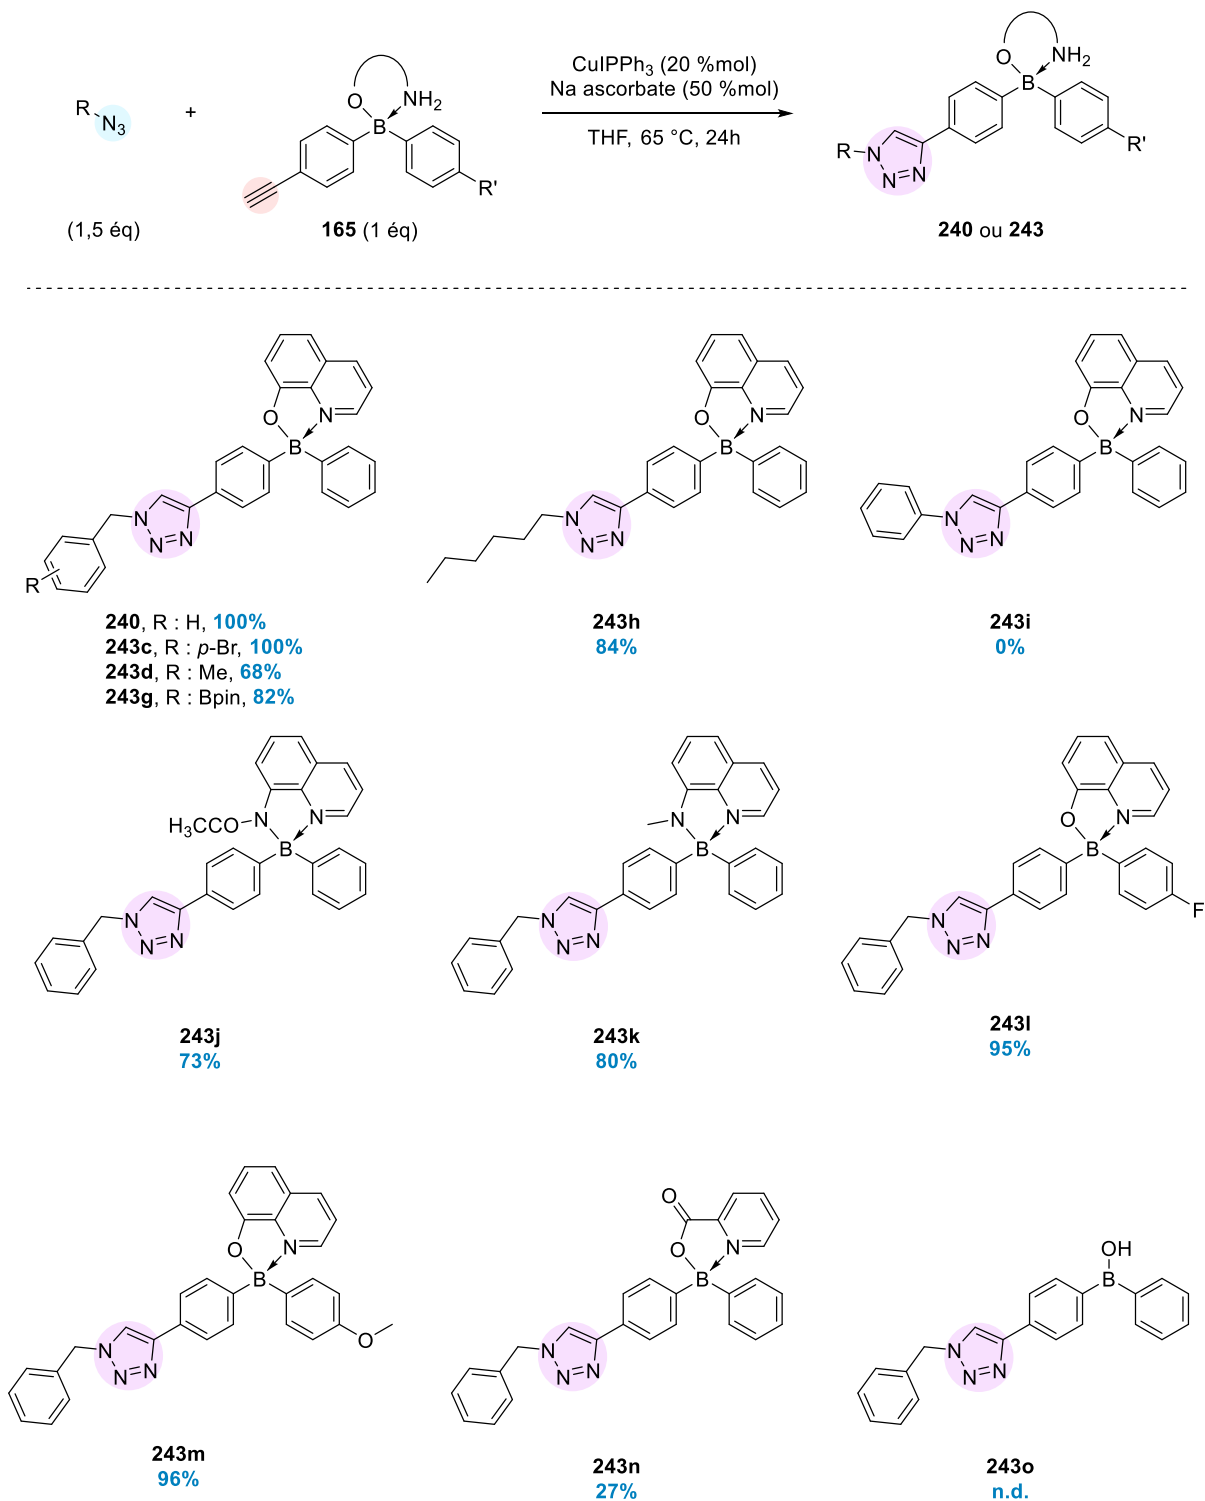 R
N3
(1,5 éq)
+
O
NH2
B
R'
165 (1 éq)
CuIPPh3 (20 %mol)
Na ascorbate (50 %mol)
THF, 65 °C, 24h
O
NH2
B
R'
R
N
N
N
240 ou 243
O
N
B
N
N
N
R
240, R : H, 100%
243c, R : p-Br, 100%
243d, R : Me, 68%
243g, R : Bpin, 82%
O
N
B
N
N
N
243h
84%
O
N
B
N
N
N
243i
0%
H3CCO
N
N
B
N
N
N
243j
73%
N
N
B
N
N
N
243k
80%
O
N
B
F
N
N
N
243l
95%
O
N
B
O
N
N
N
243m
96%
O
O
N
B
N
N
N
243n
27%
OH
B
N
N
N
243o
n.d.